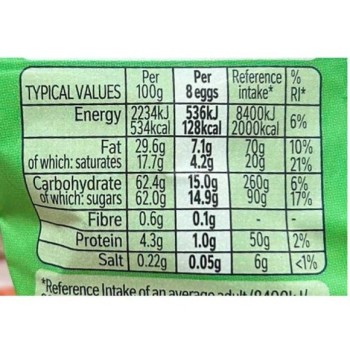 TYPICAL VALUES Per 100g Per 8 eggs Reference intake* % RI*
Energy 2234kJ 536kJ 8400kJ 6%
534kcal 128kcal 2000kcal
Fat 29.6g 7.1g 70g 10%
of which: saturates 17.7g 4.2g 20g 21%
Carbohydrate 62.4g 15.0g 260g 6%
of which: sugars 62.0g 14.9g 90g 17%
Fibre 0.6g 0.1g - -
Protein 4.3g 1.0g 50g 2%
Salt 0.22g 0.05g 6g <1%
*Reference Intake of an average adult (8400kJ/